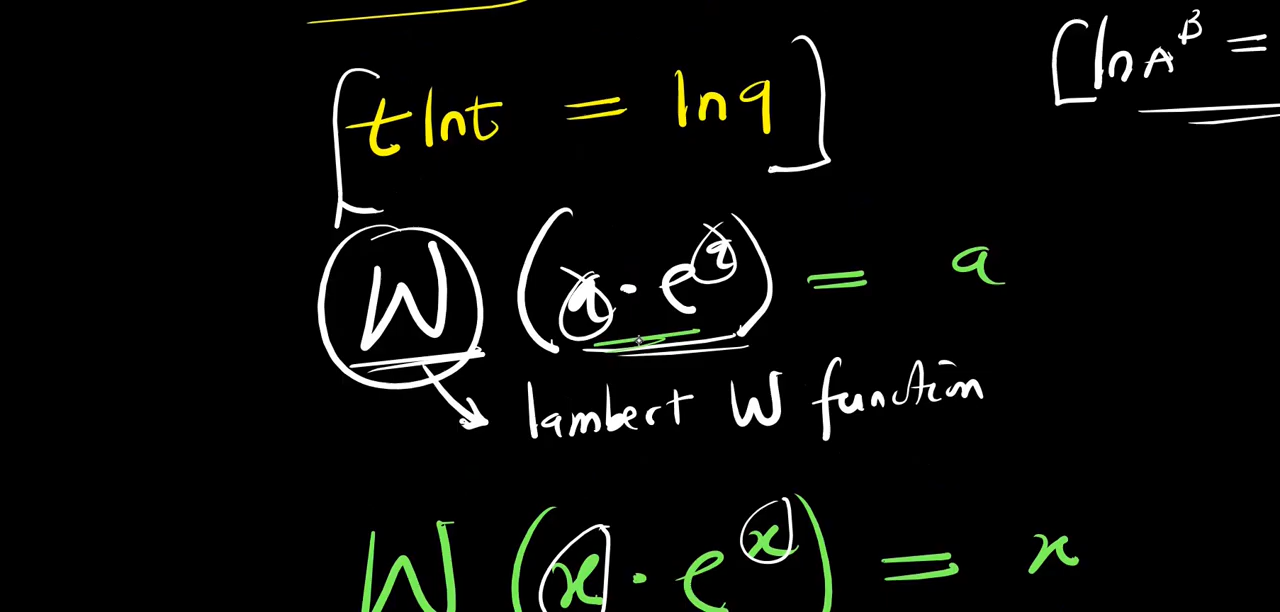 [ln A^B =
[t ln t = ln 9]
W (a · e^a) = a
lambert W function
W (x · e^x) = x